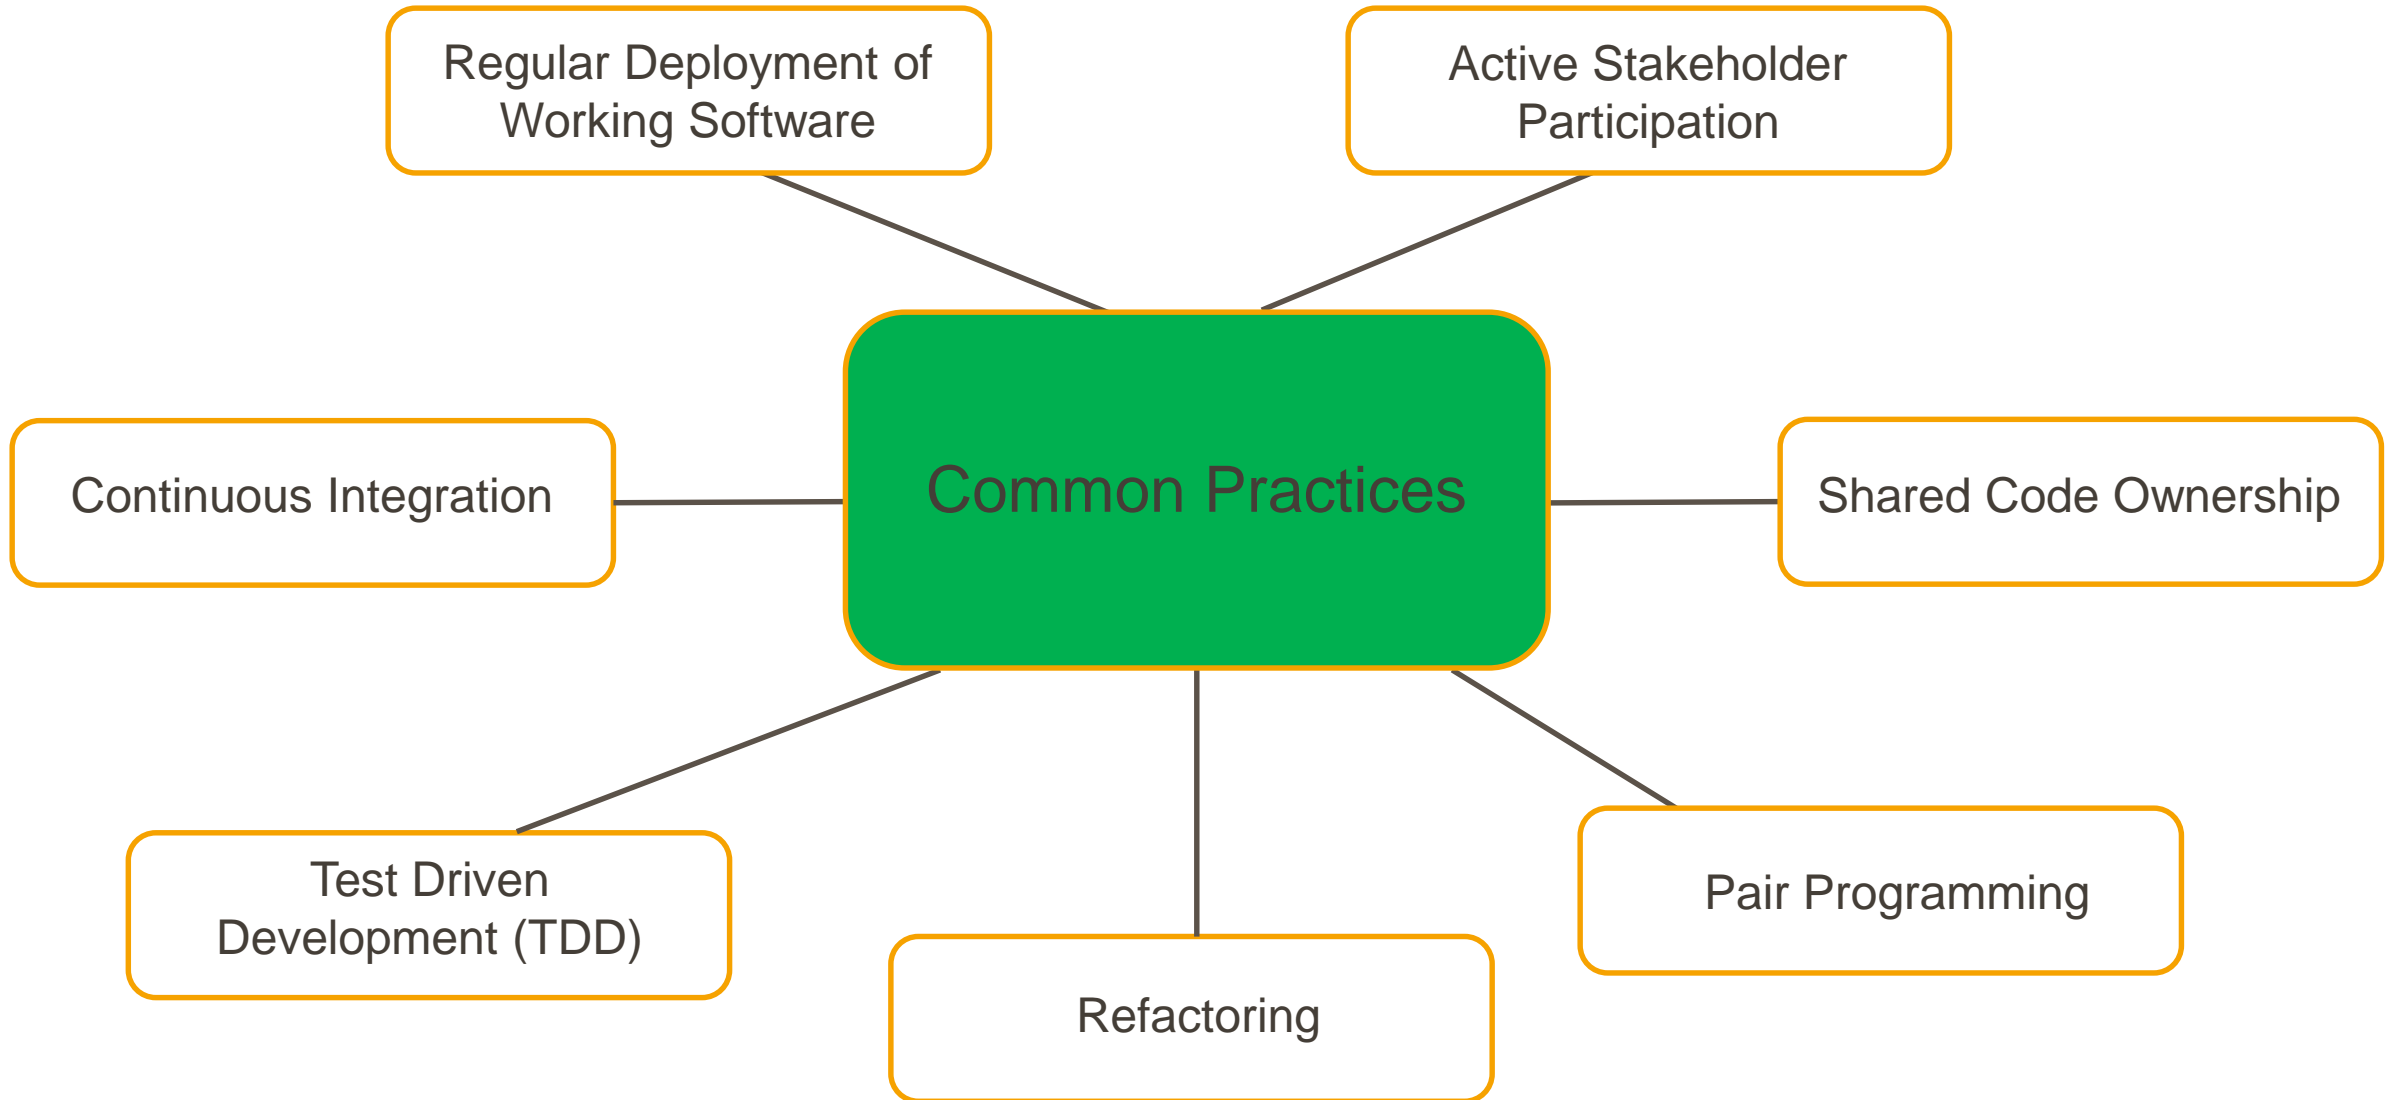 Regular Deployment of
Working Software
Active Stakeholder
Participation
Continuous Integration
Common Practices
Shared Code Ownership
Test Driven
Development (TDD)
Pair Programming
Refactoring